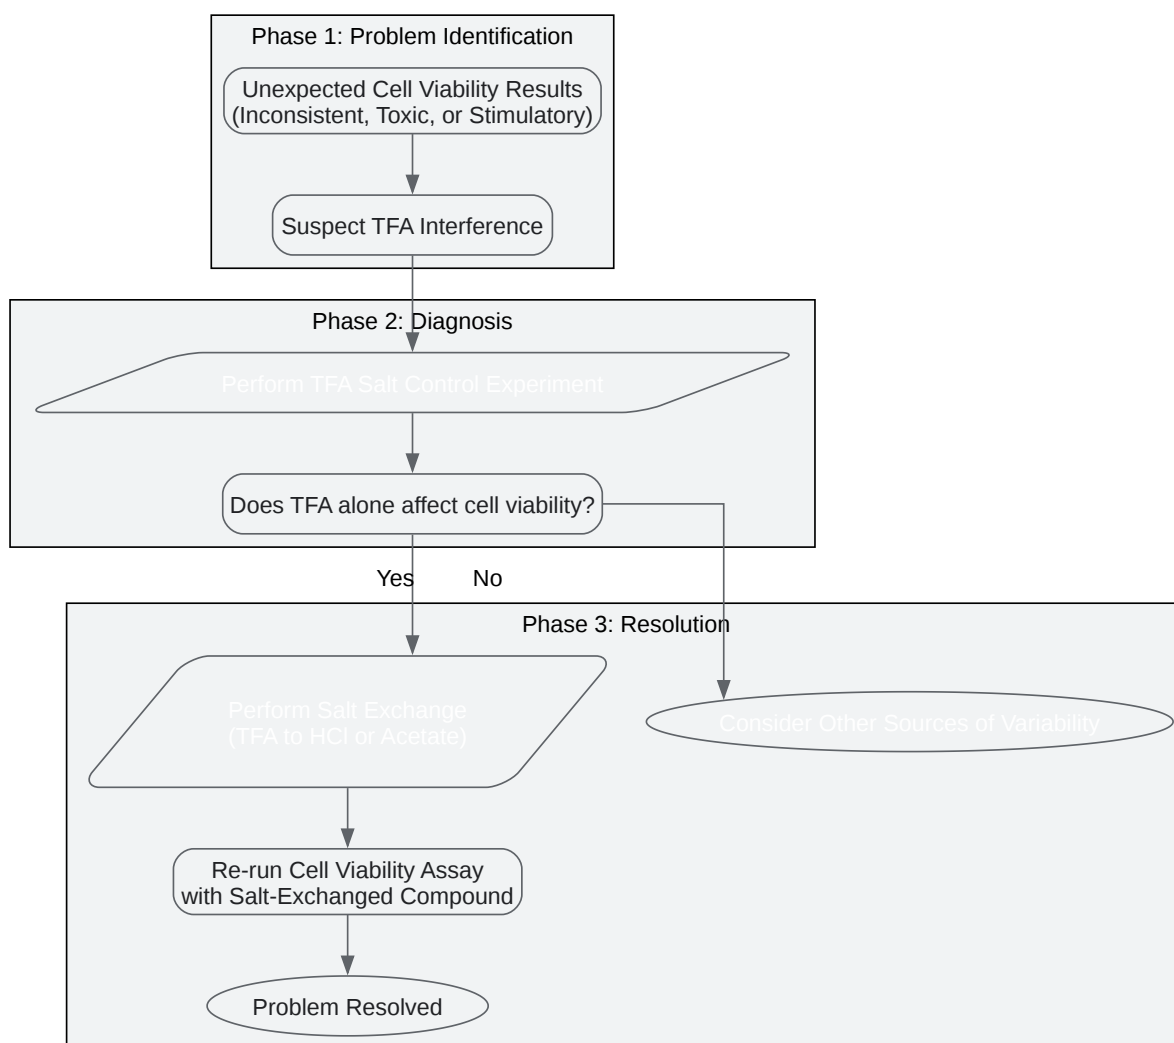 Phase 1: Problem Identification
Unexpected Cell Viability Results
(Inconsistent, Toxic, or Stimulatory)
Suspect TFA Interference
Phase 2: Diagnosis
Perform TFA Salt Control Experiment
Does TFA alone affect cell viability?
Yes
No
Phase 3: Resolution
Perform Salt Exchange
(TFA to HCl or Acetate)
Consider Other Sources of Variability
Re-run Cell Viability Assay
with Salt-Exchanged Compound
Problem Resolved